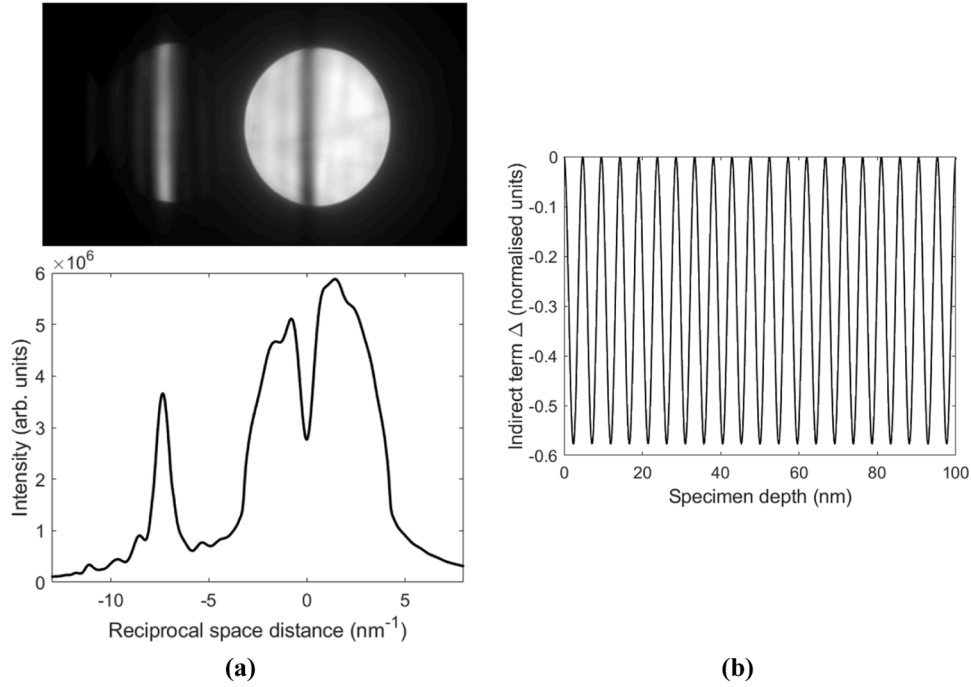 ×10⁶
6
5
4
3
2
1
0
Intensity (arb. units)
-10 -5 0 5
Reciprocal space distance (nm⁻¹)
(a)
0
-0.1
-0.2
-0.3
-0.4
-0.5
-0.6
Indirect term Δ (normalised units)
0 20 40 60 80 100
Specimen depth (nm)
(b)